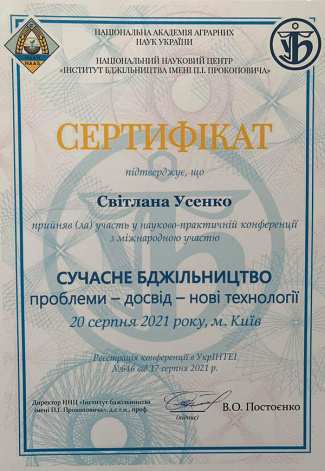 НАЦІОНАЛЬНА АКАДЕМІЯ АГРАРНИХ
НАУК УКРАЇНИ
НАЦІОНАЛЬНИЙ НАУКОВИЙ ЦЕНТР
«ІНСТИТУТ БДЖІЛЬНИЦТВА ІМЕНІ П.І. ПРОКОПОВИЧА»
СЕРТИФІКАТ
підтверджує, що
Світлана Усенко
прийняв (ла) участь у науково-практичній конференції
з міжнародною участю
СУЧАСНЕ БДЖІЛЬНИЦТВО
проблеми – досвід – нові технології
20 серпня 2021 року, м. Київ
Реєстрація конференції в УкрІНТЕІ
№646 від 17 серпня 2021 р.
Директор ННЦ «Інститут бджільництва
імені П.І. Прокоповича», д.с.г.н., проф.
(підпис)
В.О. Постоєнко